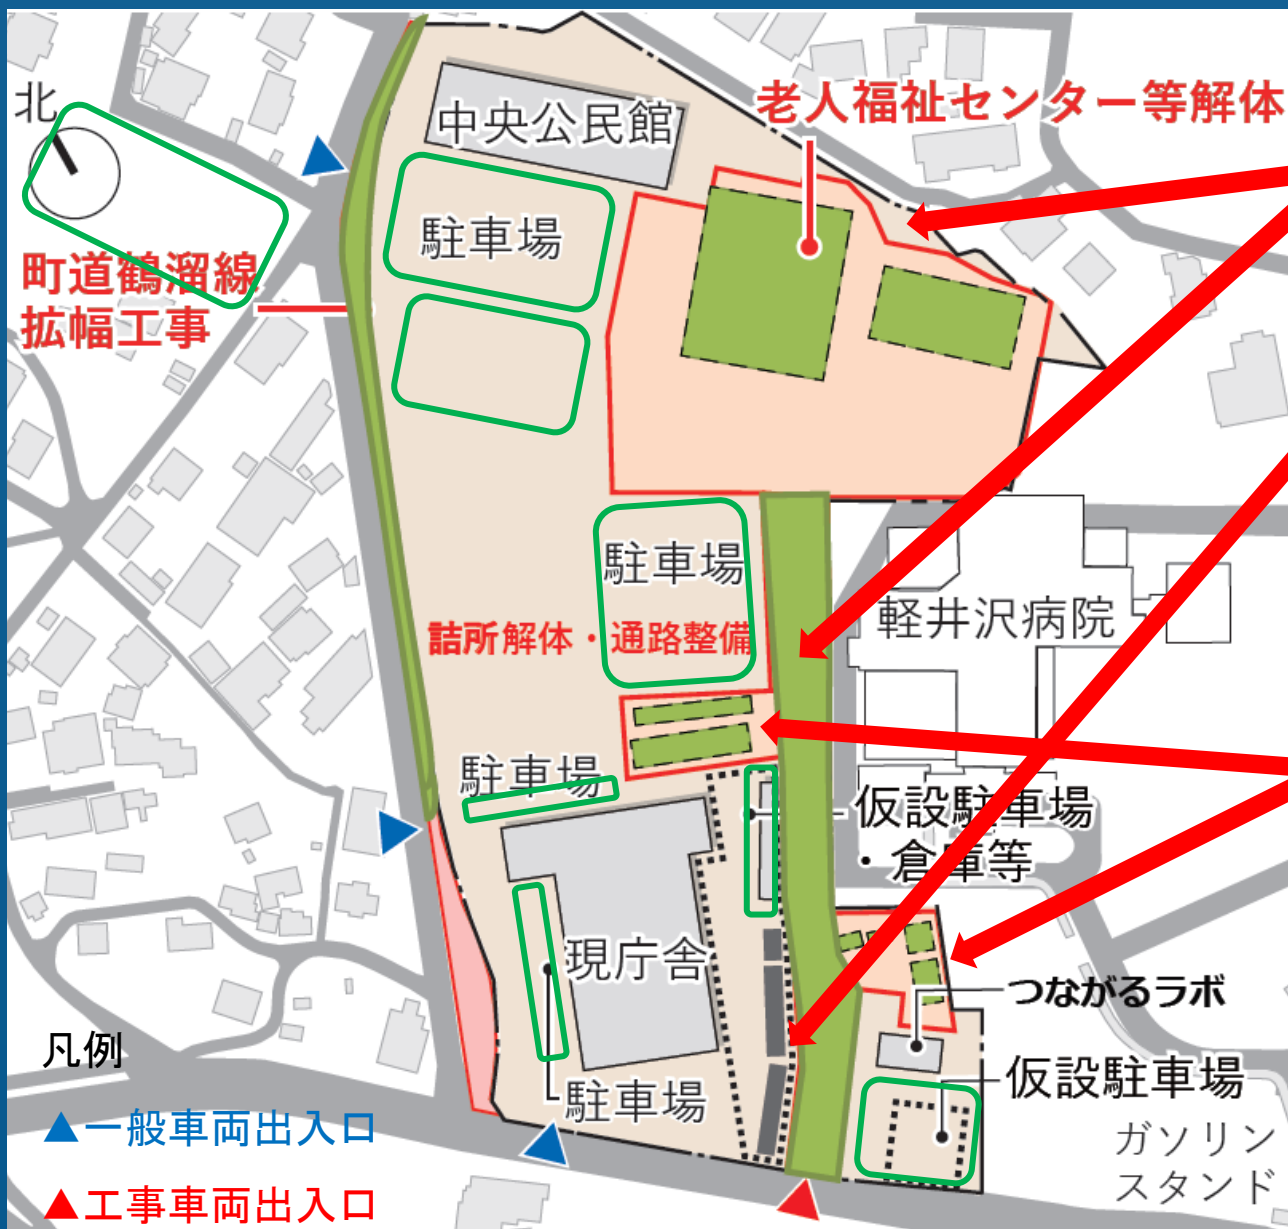 北
中央公民館
老人福祉センター等解体
駐車場
町道鶴溜線
拡幅工事
駐車場
軽井沢病院
詰所解体・通路整備
駐車場
仮設駐車場
・倉庫等
現庁舎
つながるラボ
凡例
仮設駐車場
駐車場
▲一般車両出入口
ガソリン
スタンド
▲工事車両出入口